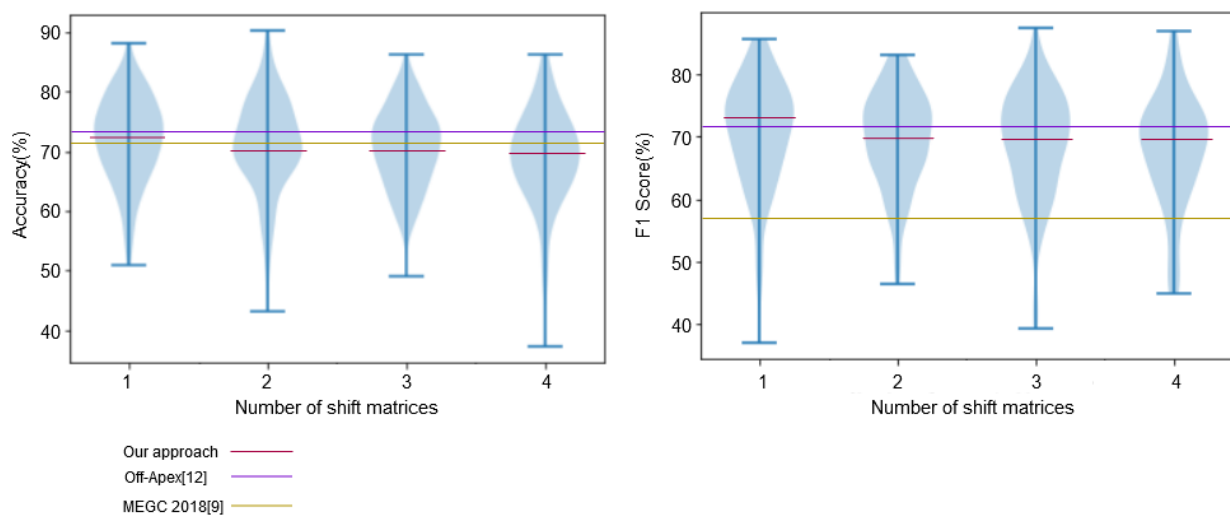 90
80
70
60
50
40
Accuracy(%)
1 2 3 4
Number of shift matrices
80
70
60
50
40
F1 Score(%)
1 2 3 4
Number of shift matrices
Our approach
Off-Apex[12]
MEGC 2018[9]